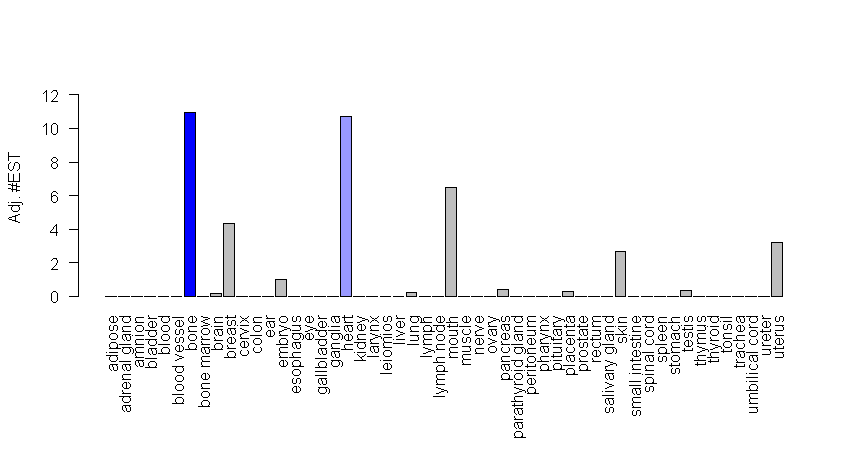 12
10
8
6
4
2
0
Adj. #EST
adipose
adrenal gland
amnion
bladder
blood
blood vessel
bone
bone marrow
brain
breast
cervix
colon
ear
embryo
esophagus
eye
gallbladder
ganglia
heart
kidney
larynx
leiomios
liver
lung
lymph
lymph node
mouth
muscle
nerve
ovary
pancreas
parathyroid gland
peritoneum
pharynx
pituitary
placenta
prostate
rectum
salivary gland
skin
small intestine
spinal cord
spleen
stomach
testis
thymus
thyroid
tonsil
trachea
umbilical cord
ureter
uterus